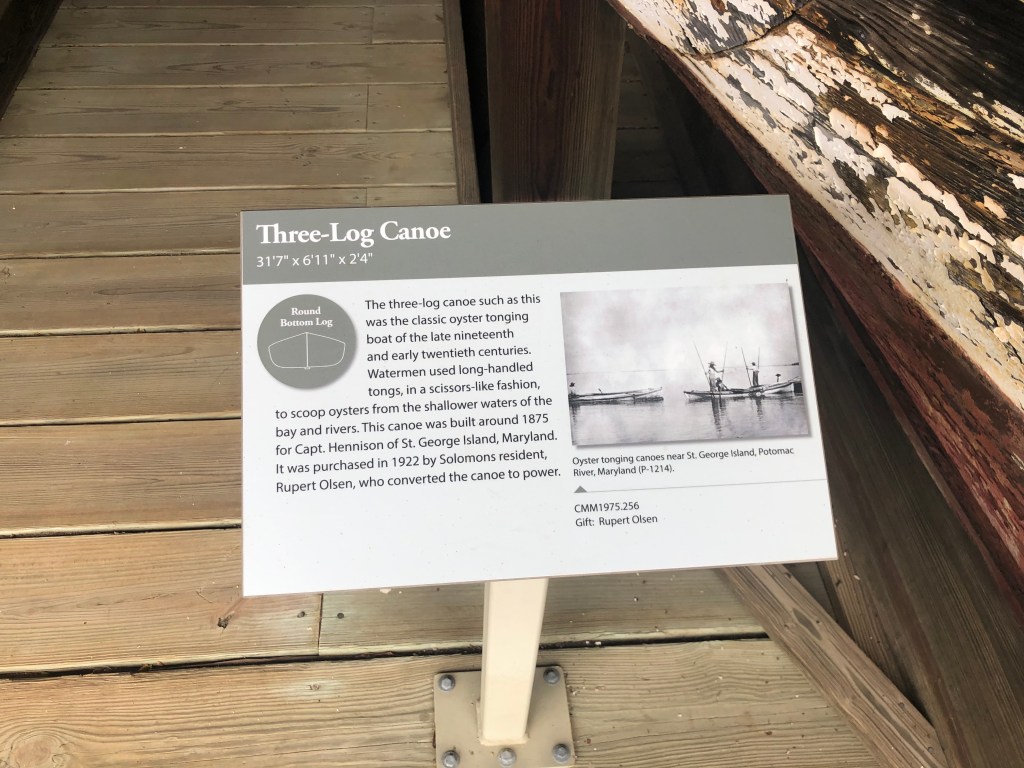 Three-Log Canoe
31'7" x 6'11" x 2'4"
Round
Bottom Log
The three-log canoe such as this
was the classic oyster tonging
boat of the late nineteenth
and early twentieth centuries.
Watermen used long-handled
tongs, in a scissors-like fashion,
to scoop oysters from the shallower waters of the
bay and rivers. This canoe was built around 1875
for Capt. Hennison of St. George Island, Maryland.
It was purchased in 1922 by Solomons resident,
Rupert Olsen, who converted the canoe to power.
Oyster tonging canoes near St. George Island, Potomac
River, Maryland (P-1214).
CMM1975.256
Gift: Rupert Olsen